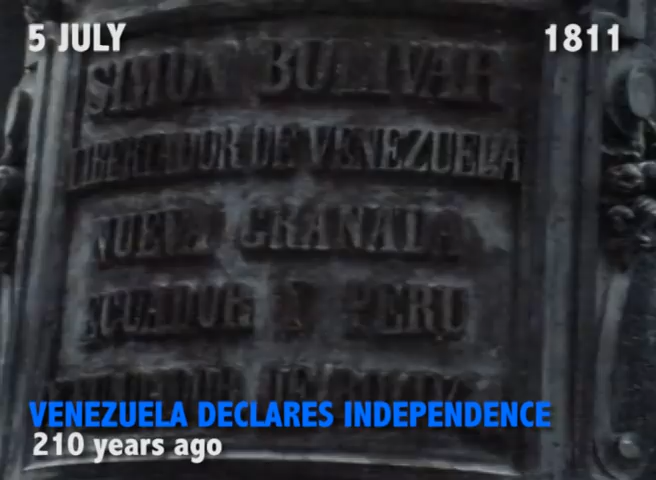 5 JULY 1811
SIMON BOLIVAR
LIBERTADOR DE VENEZUELA
NUEVA GRANADA
ECUADOR Y PERU
VENEZUELA DECLARES INDEPENDENCE
210 years ago